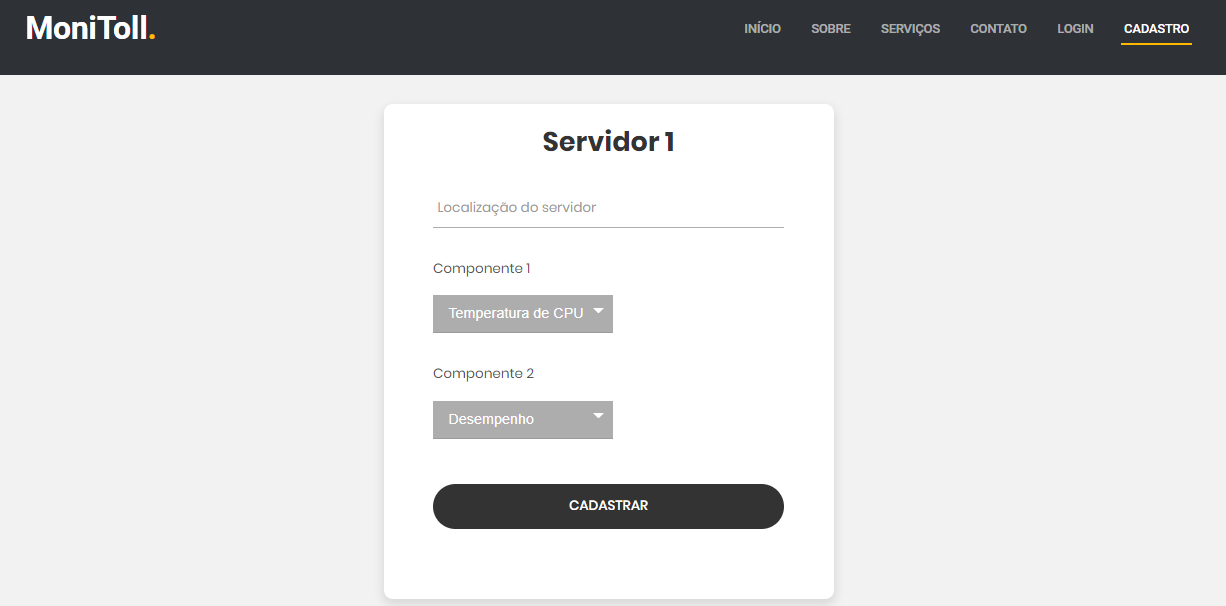 MoniToll.
INÍCIO SOBRE SERVIÇOS CONTATO LOGIN CADASTRO
Servidor 1
Localização do servidor
Componente 1
Temperatura de CPU
Componente 2
Desempenho
CADASTRAR